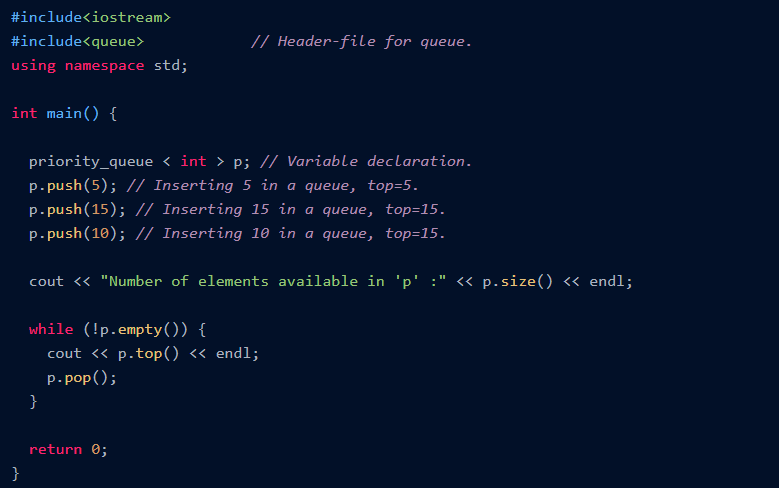 #include<iostream>
#include<queue>            // Header-file for queue.
using namespace std;

int main() {

  priority_queue < int > p; // Variable declaration.
  p.push(5); // Inserting 5 in a queue, top=5.
  p.push(15); // Inserting 15 in a queue, top=15.
  p.push(10); // Inserting 10 in a queue, top=15.

  cout << "Number of elements available in 'p' :" << p.size() << endl;

  while (!p.empty()) {
    cout << p.top() << endl;
    p.pop();
  }

  return 0;
}